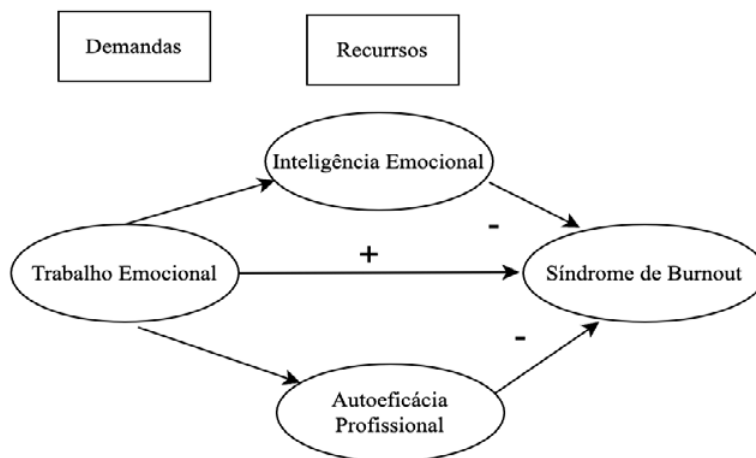 Demandas
Recurrsos
Inteligência Emocional
-
+
Trabalho Emocional
Síndrome de Burnout
-
Autoeficácia
Profissional